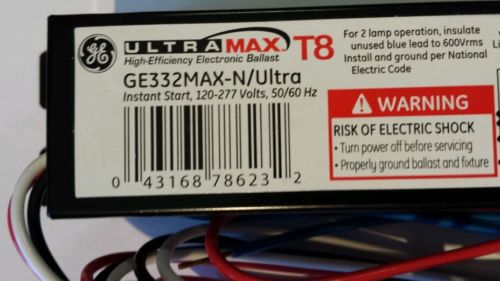 GE
ULTRAMAX T8
High-Efficiency Electronic Ballast
GE332MAX-N/Ultra
Instant Start, 120-277 Volts, 50/60 Hz
0 43168 78623 2
For 2 lamp operation, insulate
unused blue lead to 600Vrms
Install and ground per National
Electric Code
WARNING
RISK OF ELECTRIC SHOCK
• Turn power off before servicing
• Properly ground ballast and fixture